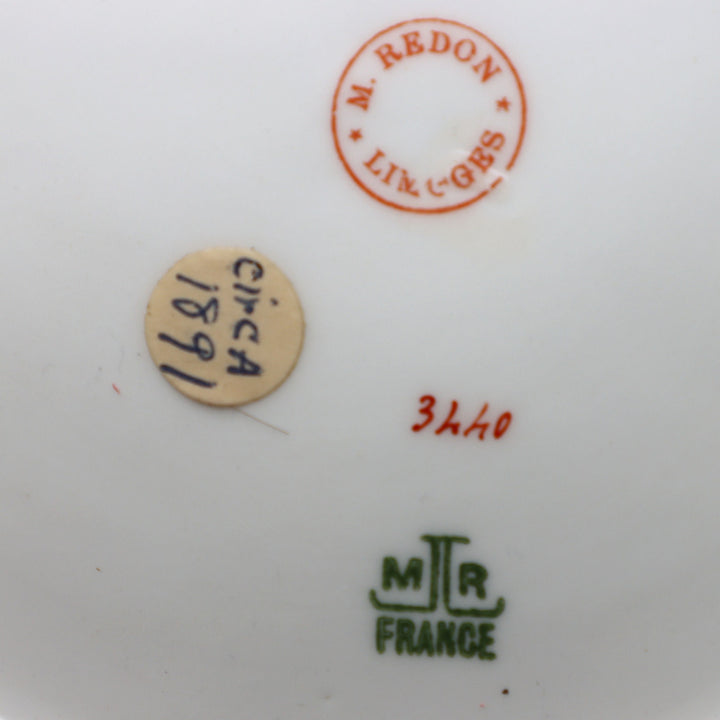 M. REDON
LIMOGES
CIRCA
1891
3440
M R
FRANCE